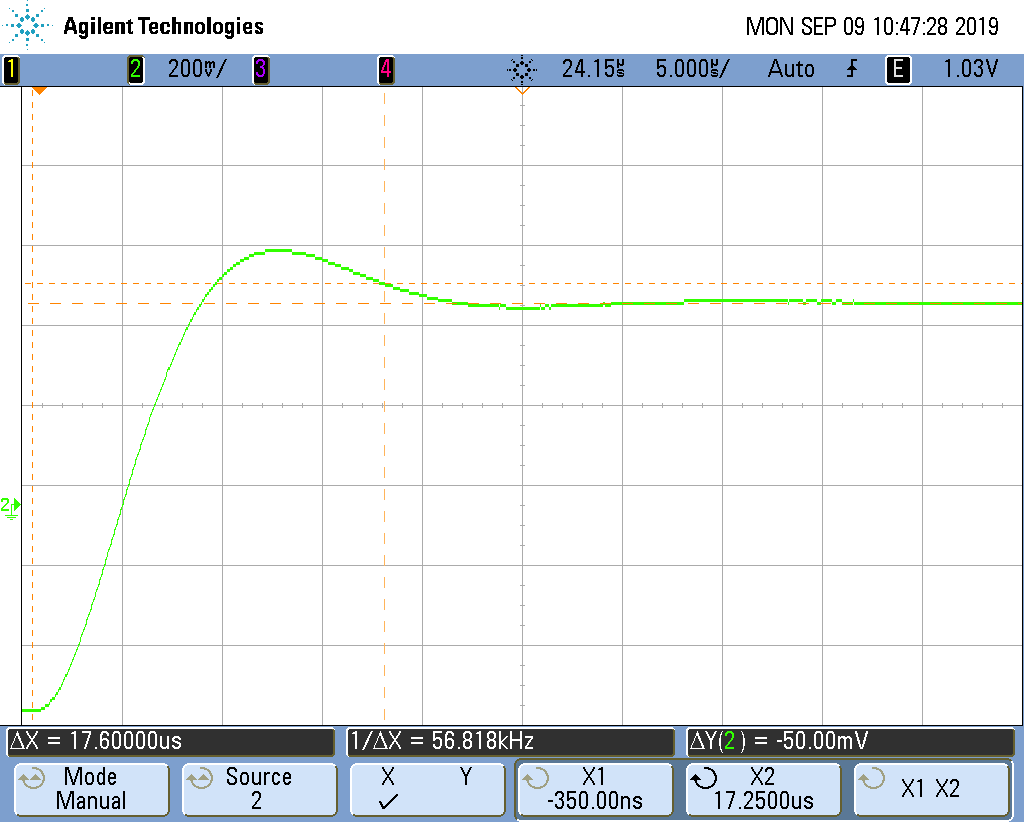 Agilent Technologies MON SEP 09 10:47:28 2019
1 2 200mV/ 3 4 24.15µs 5.000µs/ Auto E 1.03V
2
ΔX = 17.60000us 1/ΔX = 56.818kHz ΔY(2) = -50.00mV
Mode Source X Y X1 X2 X1 X2
Manual 2 -350.00ns 17.2500us